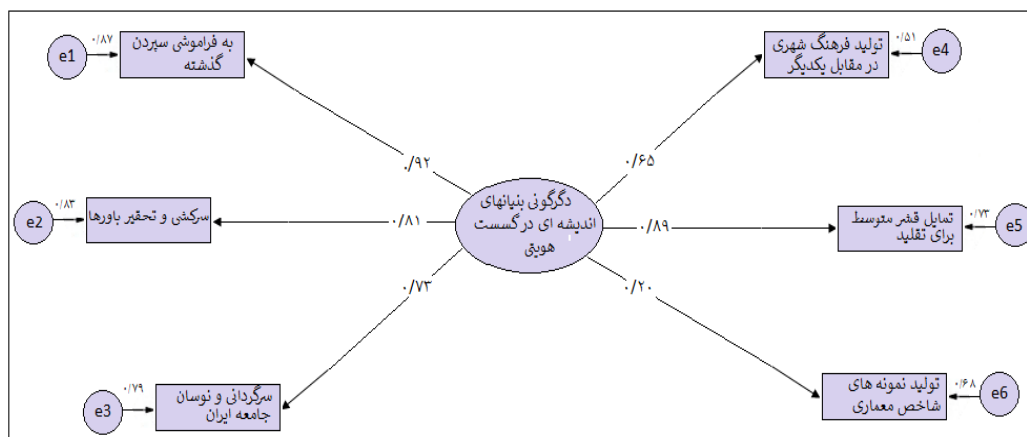 e1
۰/۸۷
به فراموشی سپردن
گذشته
تولید فرهنگ شهری
در مقابل یکدیگر
۰/۵۱
e4
۰/۹۲
۰/۶۵
e2
۰/۸۳
سرکشی و تحقیر باورها
۰/۸۱
دگرگونی بنیانهای
اندیشه ای درگسست
هویتی
۰/۸۹
تمایل قشر متوسط
برای تقلید
۰/۷۳
e5
۰/۷۳
۰/۲۰
e3
۰/۷۹
سرگردانی و نوسان
جامعه ایران
تولید نمونه های
شاخص معماری
۰/۶۸
e6